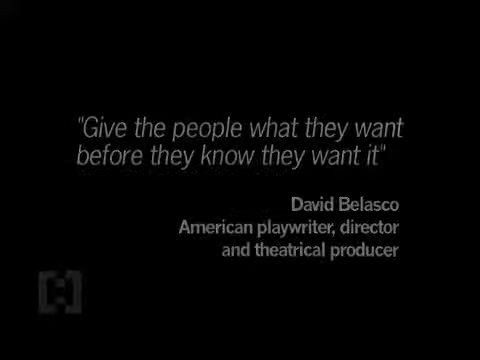 "Give the people what they want
before they know they want it"
David Belasco
American playwriter, director
and theatrical producer